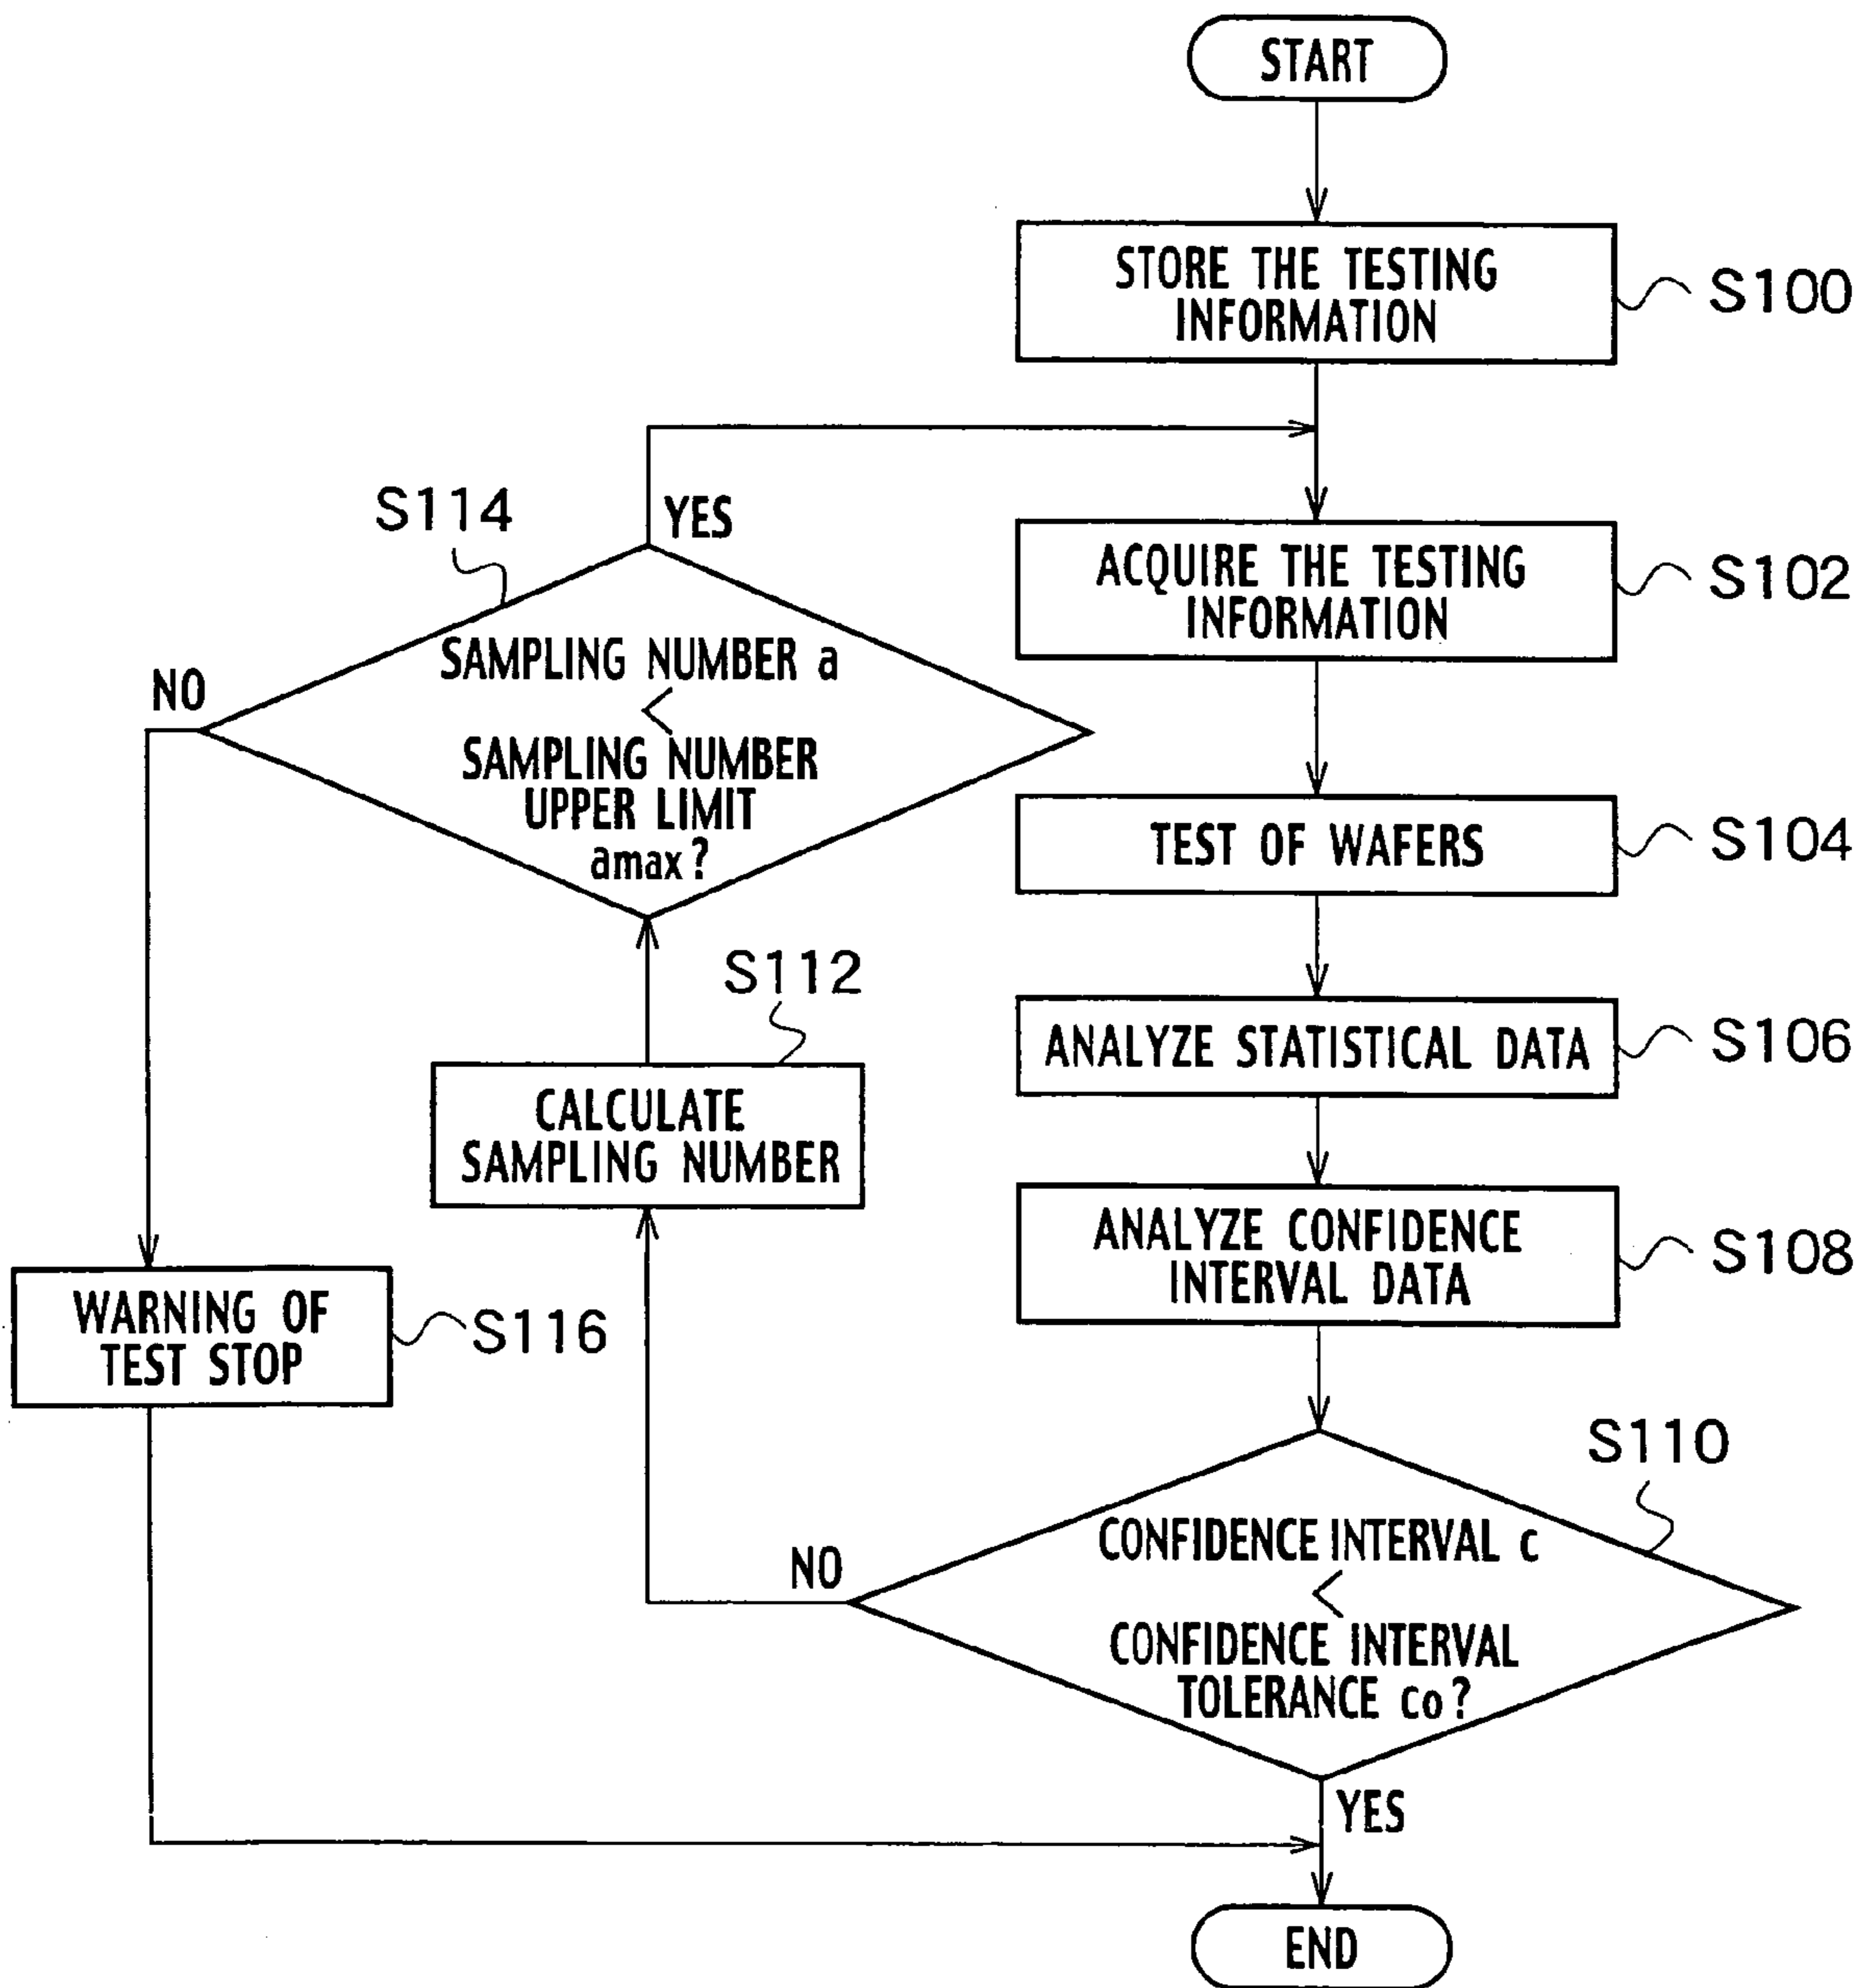 START
STORE THE TESTING
INFORMATION
S100
S114
YES
NO
SAMPLING NUMBER a
<
SAMPLING NUMBER
UPPER LIMIT
amax?
ACQUIRE THE TESTING
INFORMATION
S102
TEST OF WAFERS
S104
S112
CALCULATE
SAMPLING NUMBER
ANALYZE STATISTICAL DATA
S106
ANALYZE CONFIDENCE
INTERVAL DATA
S108
WARNING OF
TEST STOP
S116
S110
NO
CONFIDENCE INTERVAL c
<
CONFIDENCE INTERVAL
TOLERANCE co?
YES
END